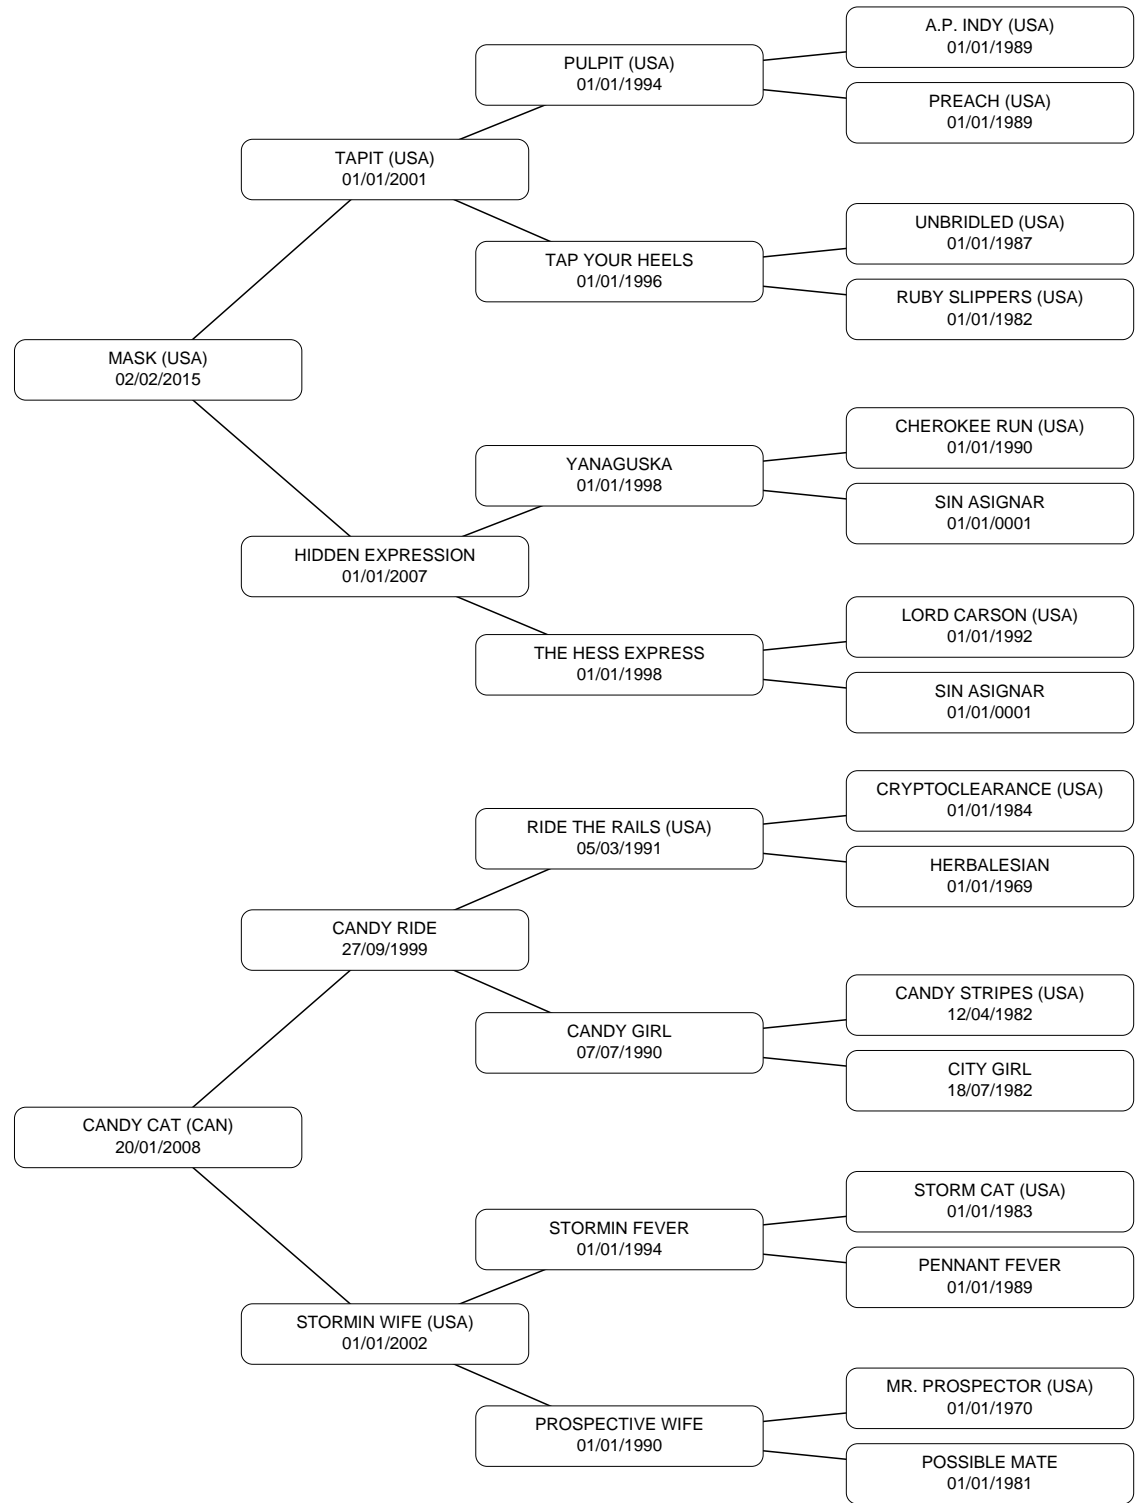 A.P. INDY (USA)
01/01/1989
PULPIT (USA)
01/01/1994
PREACH (USA)
01/01/1989
TAPIT (USA)
01/01/2001
UNBRIDLED (USA)
01/01/1987
TAP YOUR HEELS
01/01/1996
RUBY SLIPPERS (USA)
01/01/1982
MASK (USA)
02/02/2015
CHEROKEE RUN (USA)
01/01/1990
YANAGUSKA
01/01/1998
SIN ASIGNAR
01/01/0001
HIDDEN EXPRESSION
01/01/2007
LORD CARSON (USA)
01/01/1992
THE HESS EXPRESS
01/01/1998
SIN ASIGNAR
01/01/0001
CRYPTOCLEARANCE (USA)
01/01/1984
RIDE THE RAILS (USA)
05/03/1991
HERBALESIAN
01/01/1969
CANDY RIDE
27/09/1999
CANDY STRIPES (USA)
12/04/1982
CANDY GIRL
07/07/1990
CITY GIRL
18/07/1982
CANDY CAT (CAN)
20/01/2008
STORM CAT (USA)
01/01/1983
STORMIN FEVER
01/01/1994
PENNANT FEVER
01/01/1989
STORMIN WIFE (USA)
01/01/2002
MR. PROSPECTOR (USA)
01/01/1970
PROSPECTIVE WIFE
01/01/1990
POSSIBLE MATE
01/01/1981